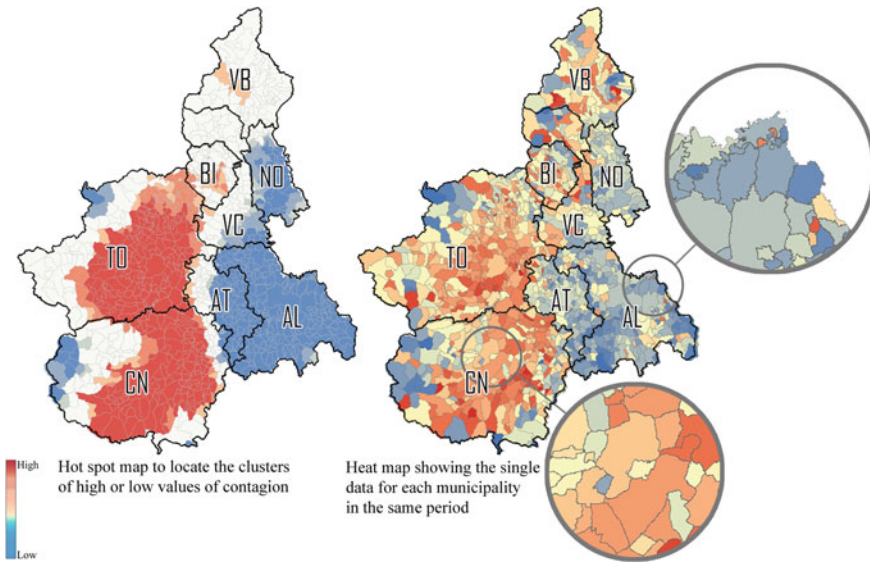 VB
BI
NO
VC
TO
AT
AL
CN
VB
BI
NO
VC
TO
AT
AL
CN
High
Low
Hot spot map to locate the clusters
of high or low values of contagion
Heat map showing the single
data for each municipality
in the same period